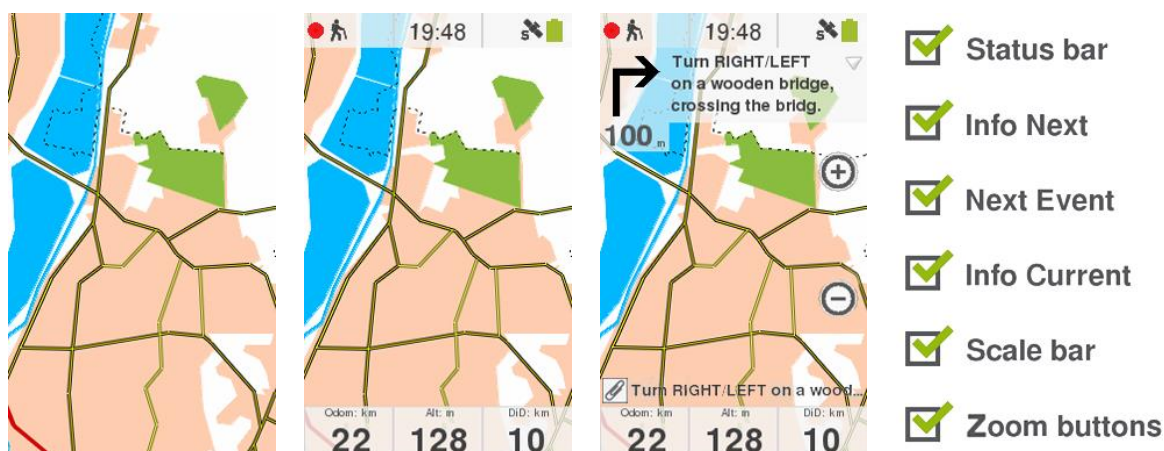 19:48
S
Odom: km
Alt: m
DiD: km
22
128
10
19:48
S
Turn RIGHT/LEFT
on a wooden bridge,
crossing the bridg.
100 m
Turn RIGHT/LEFT on a wood...
Odom: km
Alt: m
DiD: km
22
128
10
Status bar
Info Next
Next Event
Info Current
Scale bar
Zoom buttons